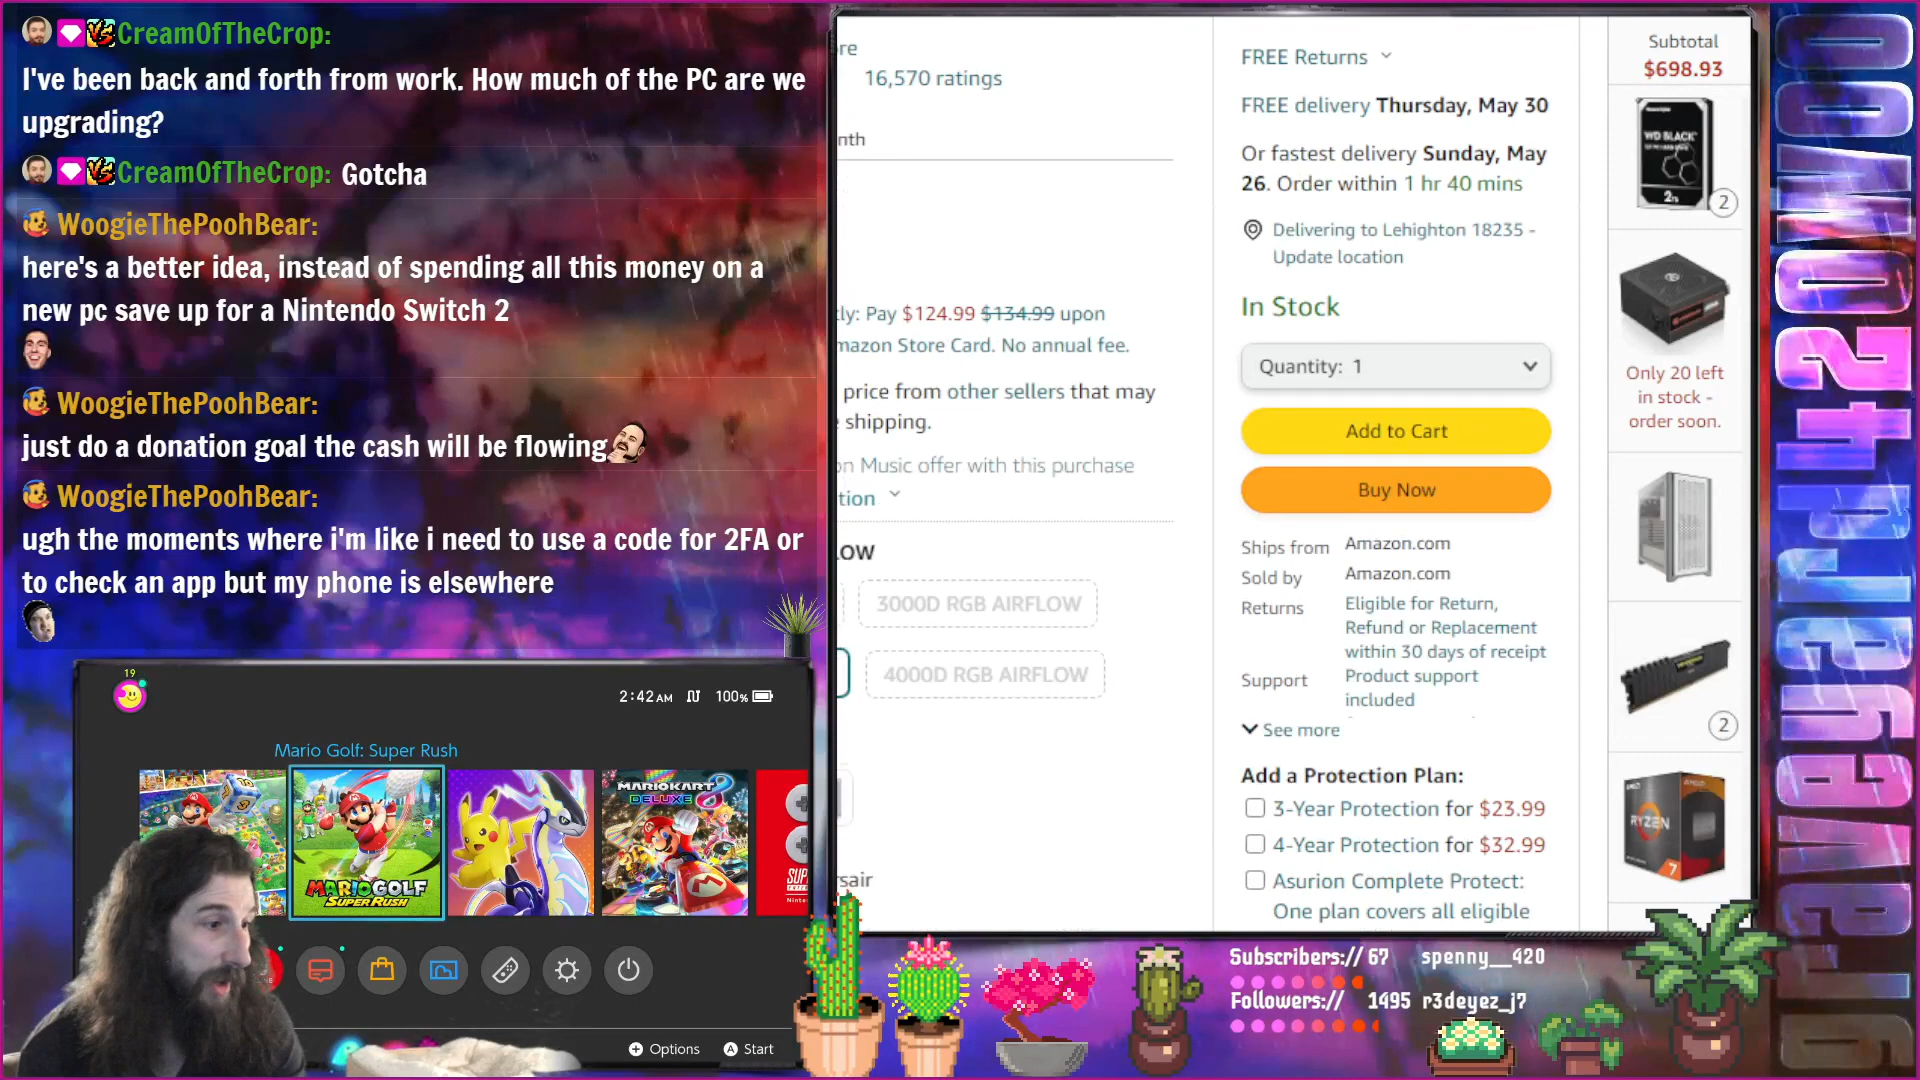 CreamOfTheCrop:
I've been back and forth from work. How much of the PC are we
upgrading?
CreamOfTheCrop: Gotcha
WoogieThePoohBear:
here's a better idea, instead of spending all this money on a
new pc save up for a Nintendo Switch 2
WoogieThePoohBear:
just do a donation goal the cash will be flowing
WoogieThePoohBear:
ugh the moments where i'm like i need to use a code for 2FA or
to check an app but my phone is elsewhere
19
2:42 AM 100%
Mario Golf: Super Rush
MARIO GOLF
SUPER RUSH
MARIOKART 8
DELUXE
Options
Start
re
16,570 ratings
nth
tly: Pay $124.99 $134.99 upon
mazon Store Card. No annual fee.
price from other sellers that may
shipping.
on Music offer with this purchase
tion
LOW
3000D RGB AIRFLOW
4000D RGB AIRFLOW
rsair
FREE Returns
FREE delivery Thursday, May 30
Or fastest delivery Sunday, May
26. Order within 1 hr 40 mins
Delivering to Lehighton 18235 -
Update location
In Stock
Quantity: 1
Add to Cart
Buy Now
Ships from Amazon.com
Sold by Amazon.com
Returns Eligible for Return,
Refund or Replacement
within 30 days of receipt
Support Product support
included
See more
Add a Protection Plan:
3-Year Protection for $23.99
4-Year Protection for $32.99
Asurion Complete Protect:
One plan covers all eligible
Subtotal
$698.93
WD BLACK
2TB
2
Only 20 left
in stock -
order soon.
2
RYZEN
7
Subscribers// 67 spenny__420
Followers// 1495 r3deyez_j7